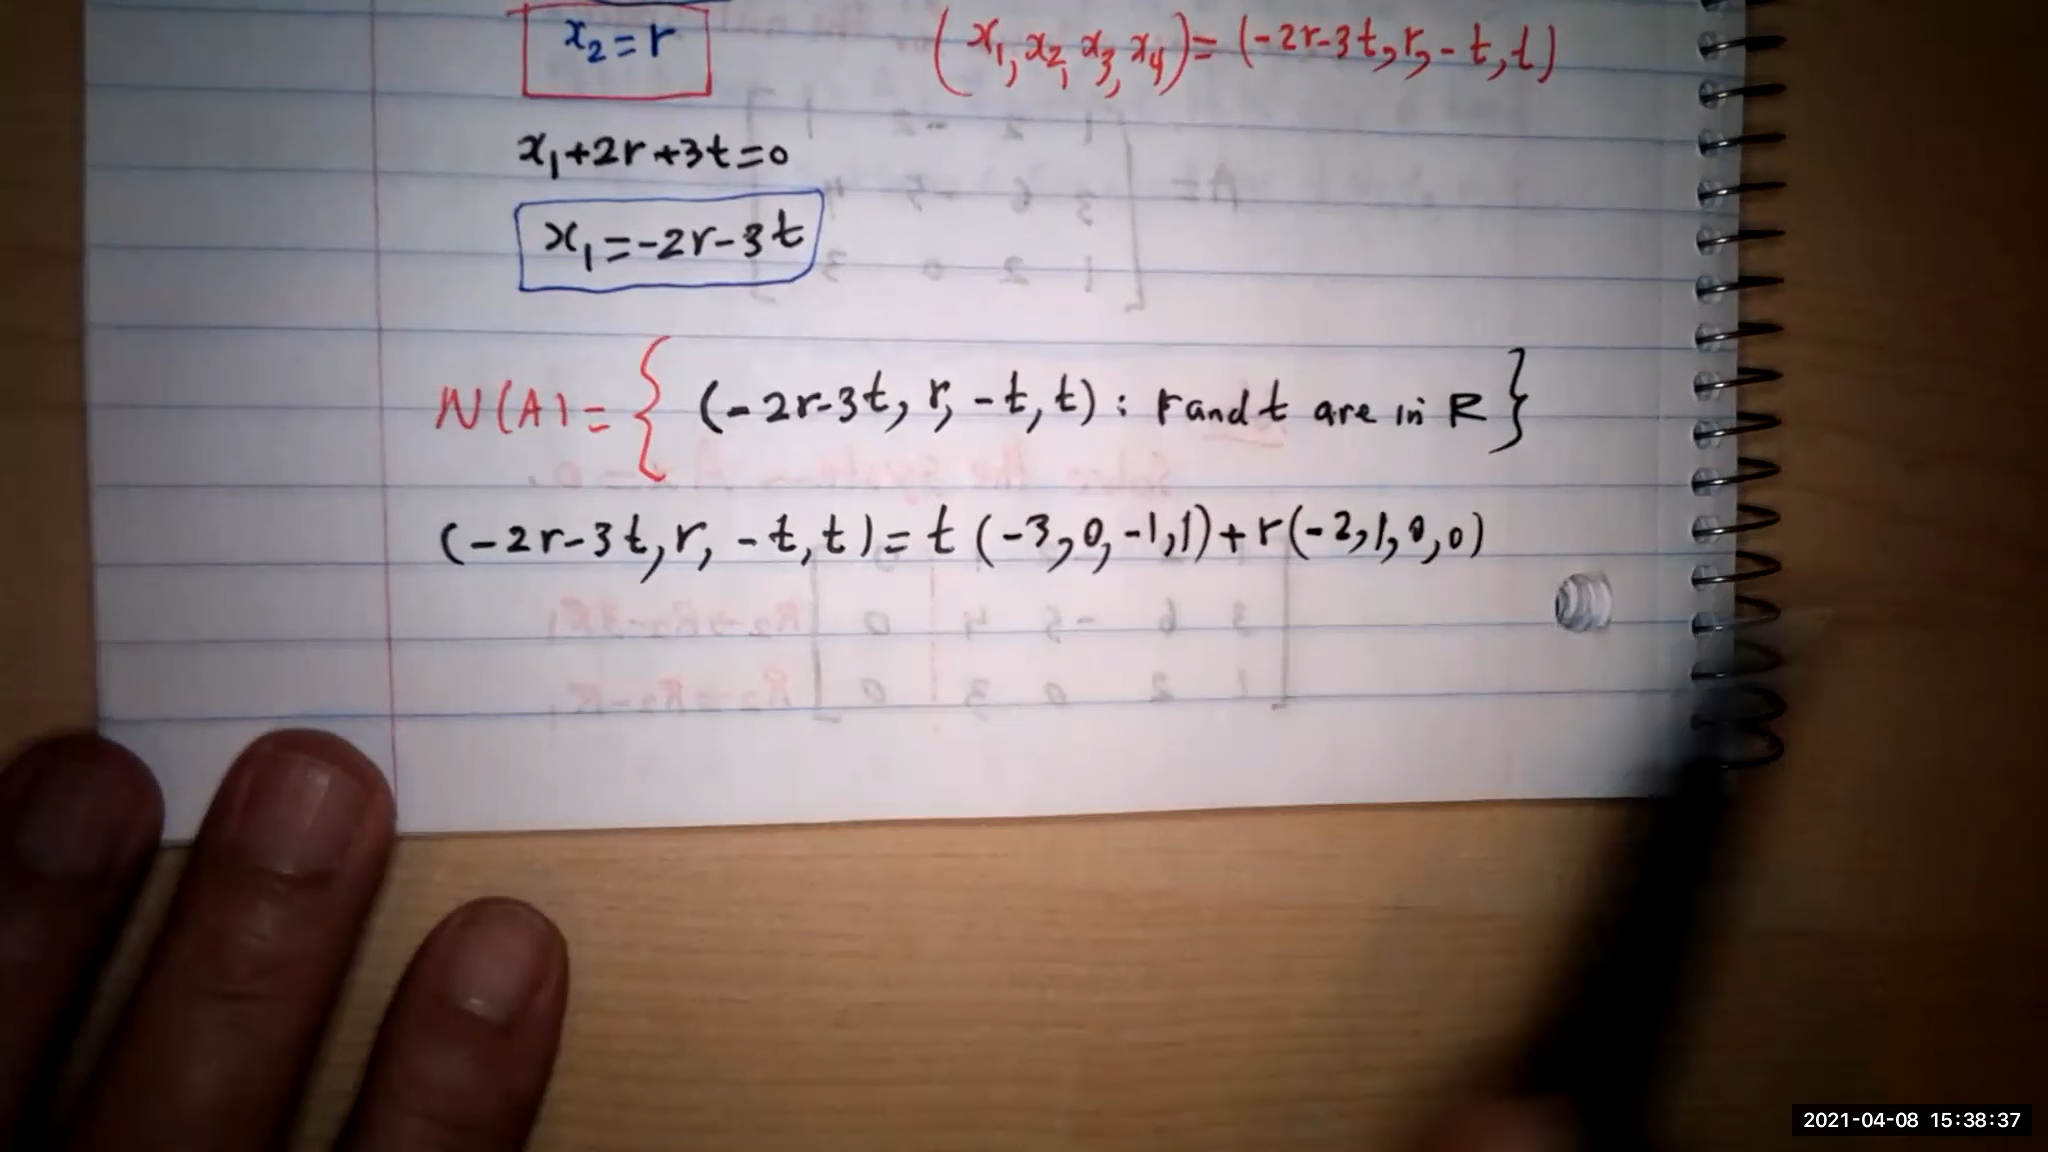 x₂ = r
(x₁, x₂, x₃, x₄) = (-2r-3t, r, -t, t)
x₁+2r+3t=0
x₁=-2r-3t
N(A) = { (-2r-3t, r, -t, t) : r and t are in R }
(-2r-3t, r, -t, t) = t (-3, 0, -1, 1) + r (-2, 1, 0, 0)
2021-04-08 15:38:37